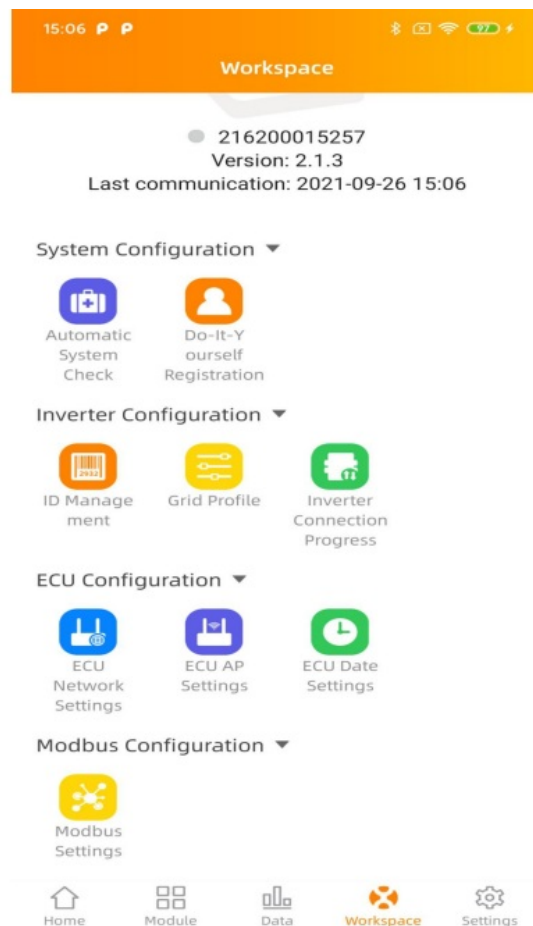 15:06 P P 97
Workspace
216200015257
Version: 2.1.3
Last communication: 2021-09-26 15:06
System Configuration
Automatic
System
Check
Do-It-Y
ourself
Registration
Inverter Configuration
2932
ID Manage
ment
Grid Profile
Inverter
Connection
Progress
ECU Configuration
ECU
Network
Settings
ECU AP
Settings
ECU Date
Settings
Modbus Configuration
Modbus
Settings
Home Module Data Workspace Settings